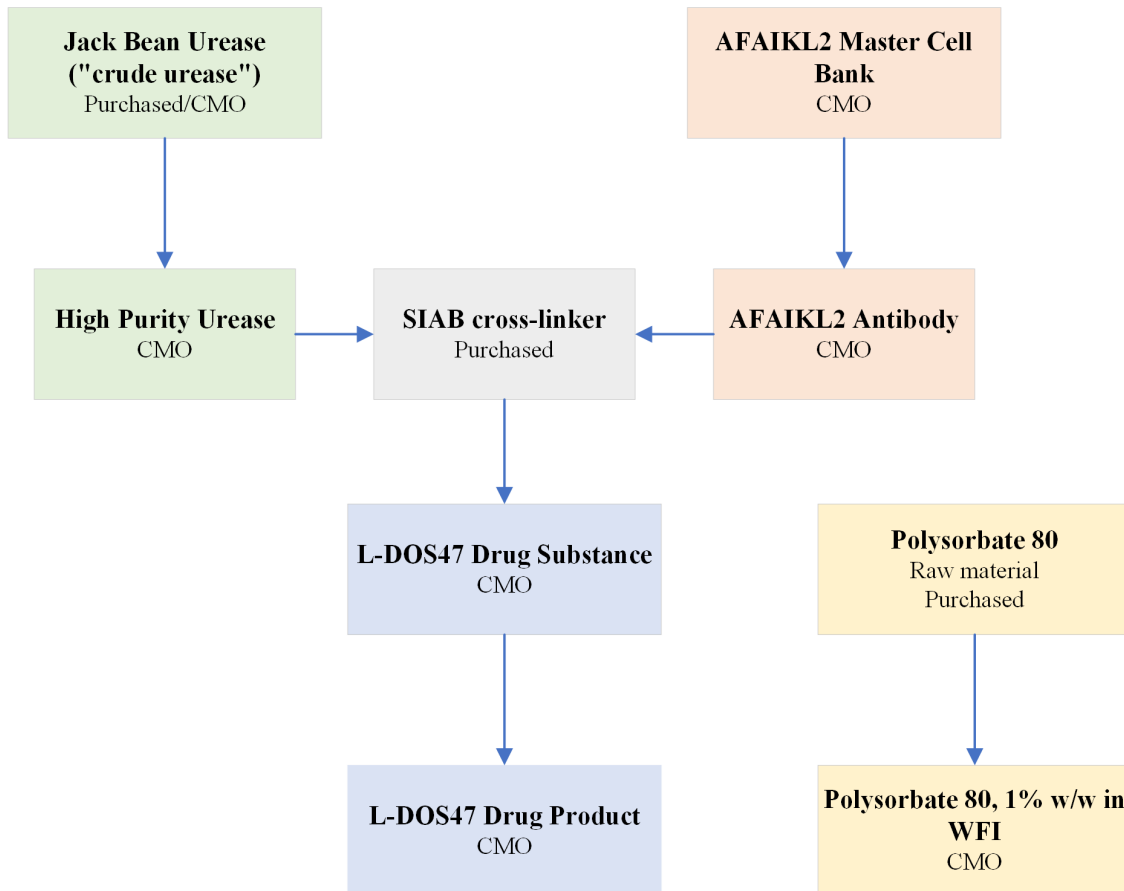 Jack Bean Urease
("crude urease")
Purchased/CMO
AFAIKL2 Master Cell
Bank
CMO
High Purity Urease
CMO
SIAB cross-linker
Purchased
AFAIKL2 Antibody
CMO
L-DOS47 Drug Substance
CMO
Polysorbate 80
Raw material
Purchased
L-DOS47 Drug Product
CMO
Polysorbate 80, 1% w/w in
WFI
CMO